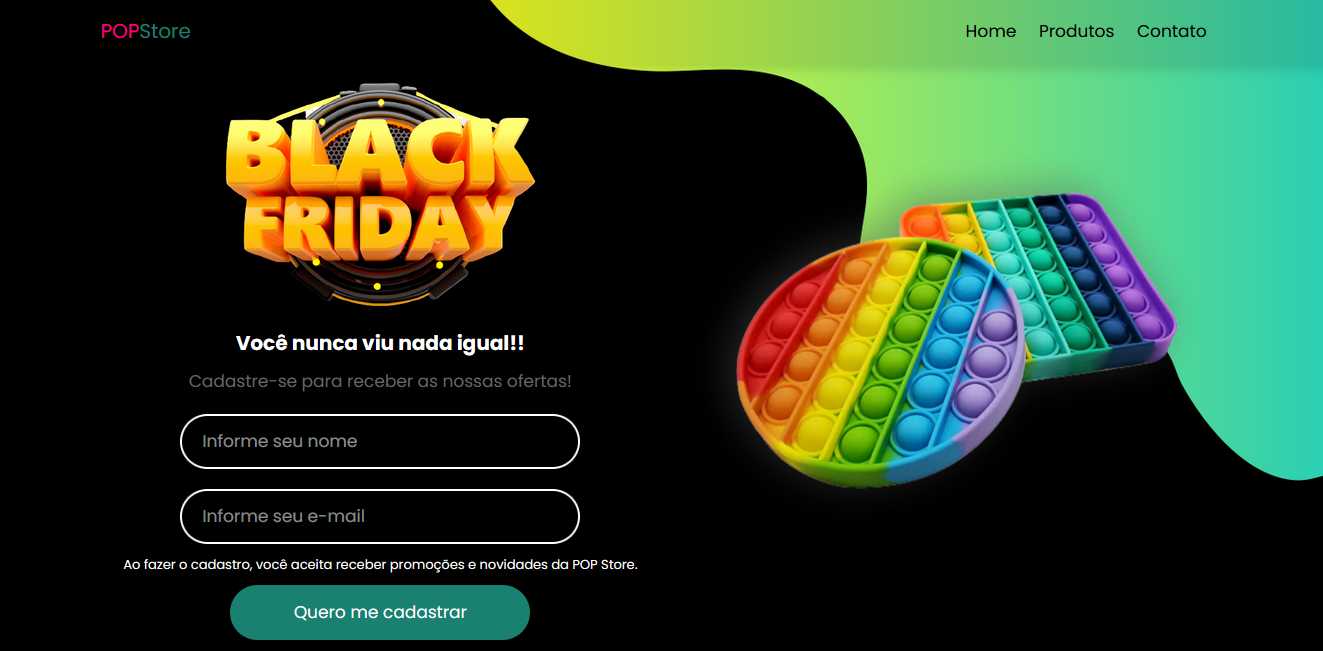 POPStore
Home Produtos Contato
BLACK
FRIDAY
Você nunca viu nada igual!!
Cadastre-se para receber as nossas ofertas!
Informe seu nome
Informe seu e-mail
Ao fazer o cadastro, você aceita receber promoções e novidades da POP Store.
Quero me cadastrar